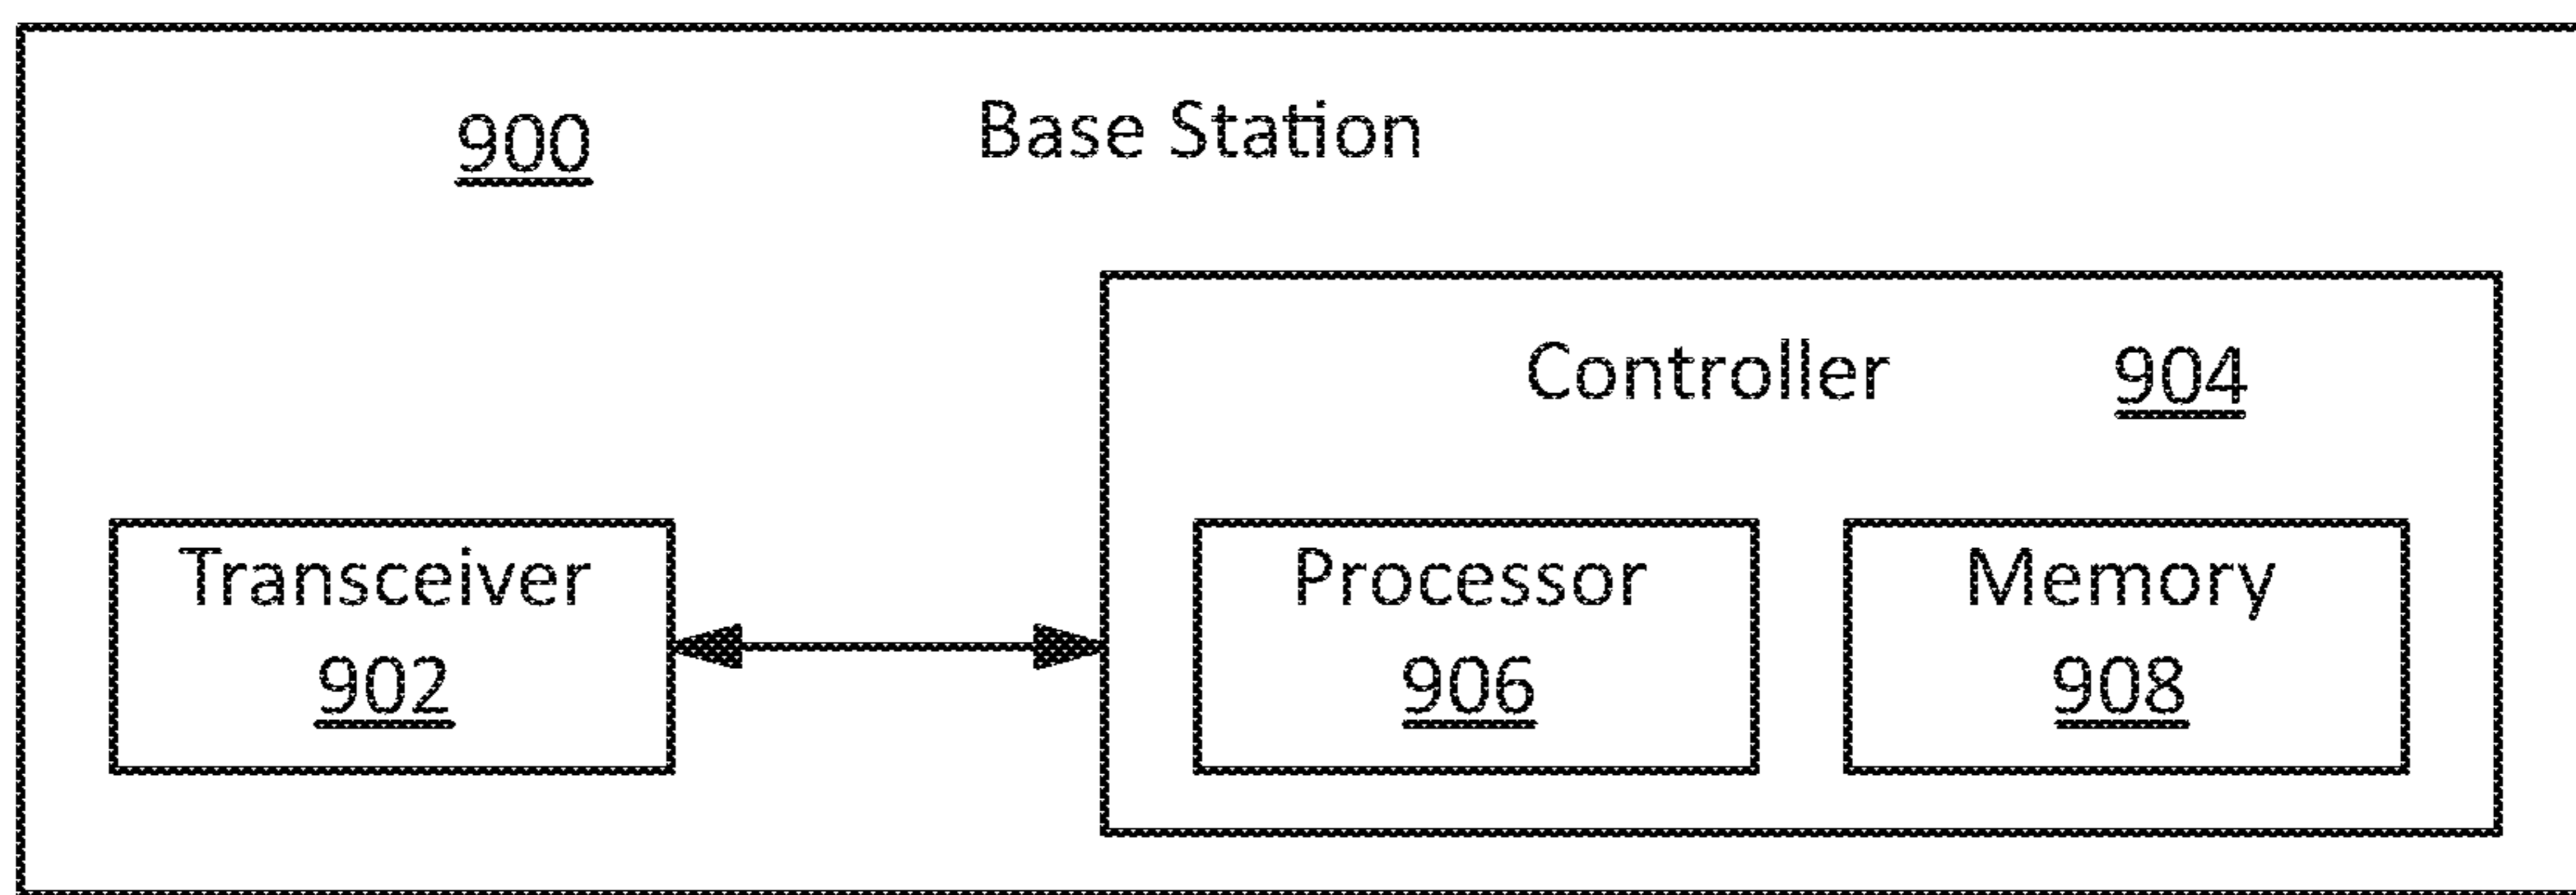 900 Base Station
Controller 904
Transceiver
902
Processor
906
Memory
908